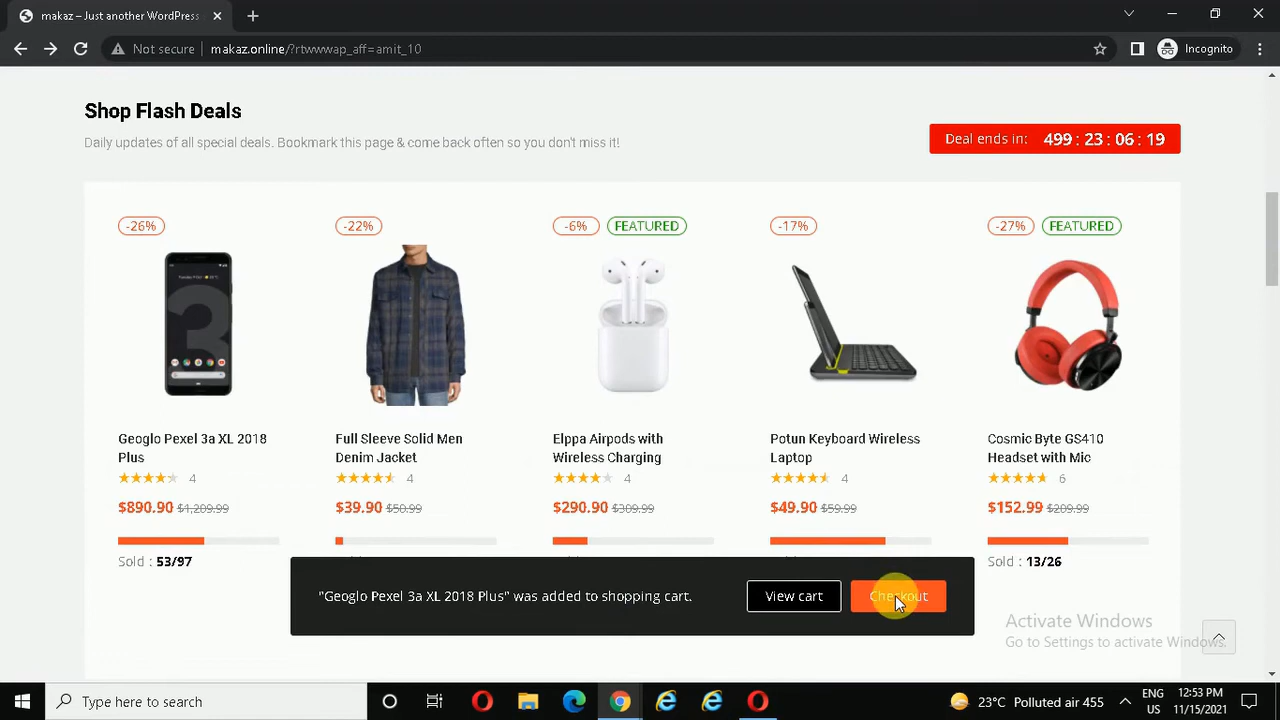 makaz – Just another WordPress
Not secure
makaz.online/?rtwwwap_aff=amit_10
Incognito
Shop Flash Deals
Daily updates of all special deals. Bookmark this page & come back often so you don't miss it!
Deal ends in: 499 : 23 : 06 : 19
-26%
-22%
-6% FEATURED
-17%
-27% FEATURED
Geoglo Pexel 3a XL 2018
Plus
4
$890.90 $1,209.99
Sold : 53/97
Full Sleeve Solid Men
Denim Jacket
4
$39.90 $50.99
Elppa Airpods with
Wireless Charging
4
$290.90 $309.99
Potun Keyboard Wireless
Laptop
4
$49.90 $59.99
Cosmic Byte GS410
Headset with Mic
6
$152.99 $209.99
Sold : 13/26
"Geoglo Pexel 3a XL 2018 Plus" was added to shopping cart.
View cart
Checkout
Activate Windows
Go to Settings to activate Windows.
Type here to search
23°C Polluted air 455
ENG
US
12:53 PM
11/15/2021